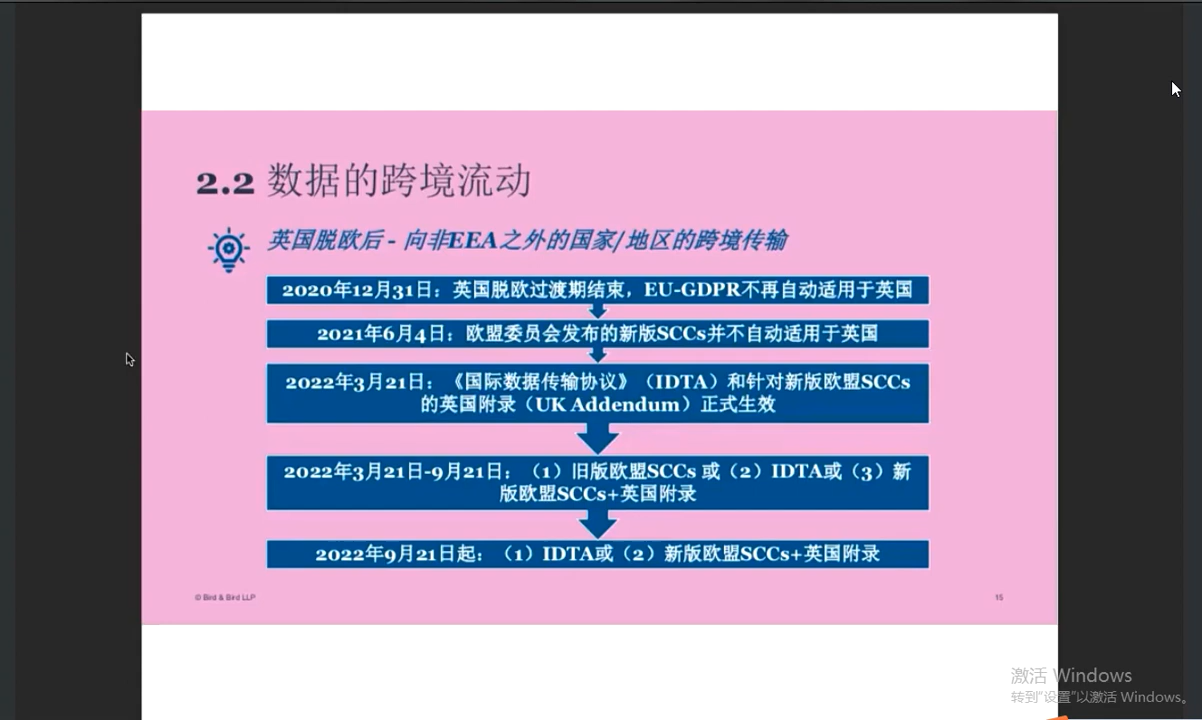 2.2 数据的跨境流动
英国脱欧后 - 向非EEA之外的国家/地区的跨境传输
2020年12月31日：英国脱欧过渡期结束，EU-GDPR不再自动适用于英国
2021年6月4日：欧盟委员会发布的新版SCCs并不自动适用于英国
2022年3月21日：《国际数据传输协议》（IDTA）和针对新版欧盟SCCs
的英国附录（UK Addendum）正式生效
2022年3月21日-9月21日：（1）旧版欧盟SCCs 或（2）IDTA或（3）新
版欧盟SCCs+英国附录
2022年9月21日起：（1）IDTA或（2）新版欧盟SCCs+英国附录
© Bird & Bird LLP
15
激活 Windows
转到"设置"以激活 Windows。